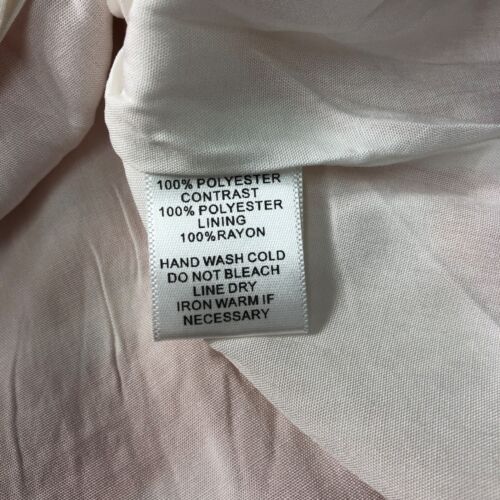 100% POLYESTER
CONTRAST
100% POLYESTER
LINING
100%RAYON
HAND WASH COLD
DO NOT BLEACH
LINE DRY
IRON WARM IF
NECESSARY